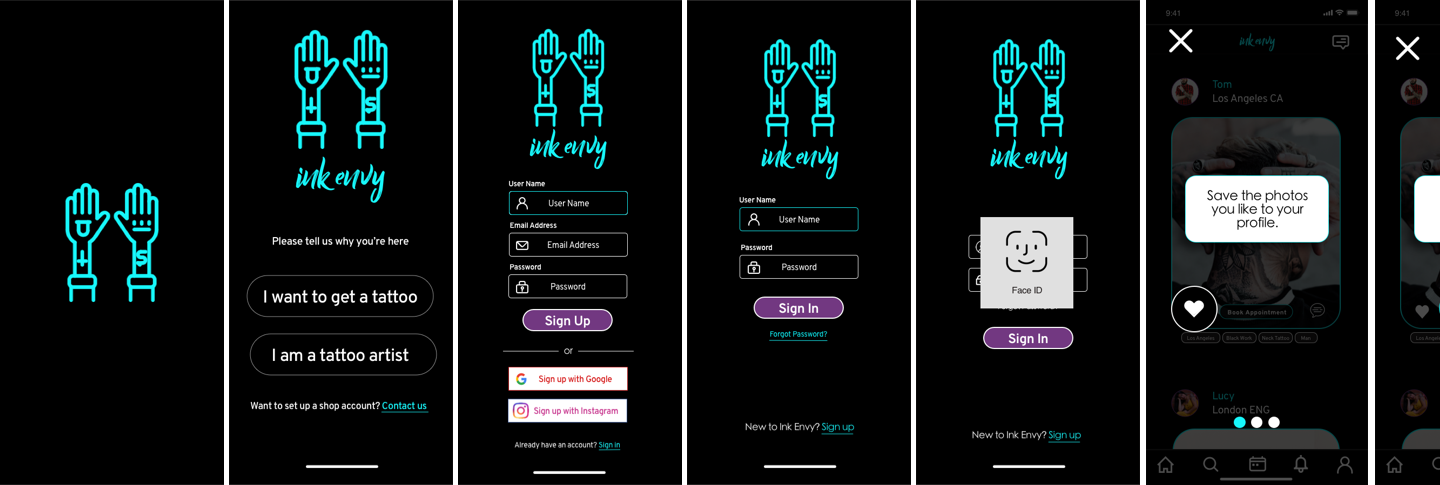 ink envy
Please tell us why you're here
I want to get a tattoo
I am a tattoo artist
Want to set up a shop account? Contact us
ink envy
User Name
User Name
Email Address
Email Address
Password
Password
Sign Up
or
Sign up with Google
Sign up with Instagram
Already have an account? Sign in
ink envy
User Name
User Name
Password
Password
Sign In
Forgot Password?
New to Ink Envy? Sign up
ink envy
Face ID
Sign In
New to Ink Envy? Sign up
9:41
ink envy
Tom
Los Angeles CA
Save the photos
you like to your
profile.
Book Appointment
Los Angeles
Black Work
Neck Tattoo
Man
Lucy
London ENG
9:41
Los Angeles